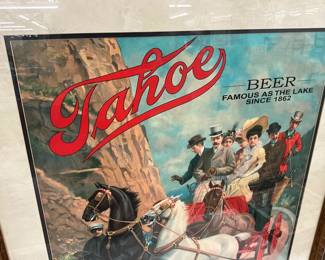 Tahoe
BEER
FAMOUS AS THE LAKE
SINCE 1862